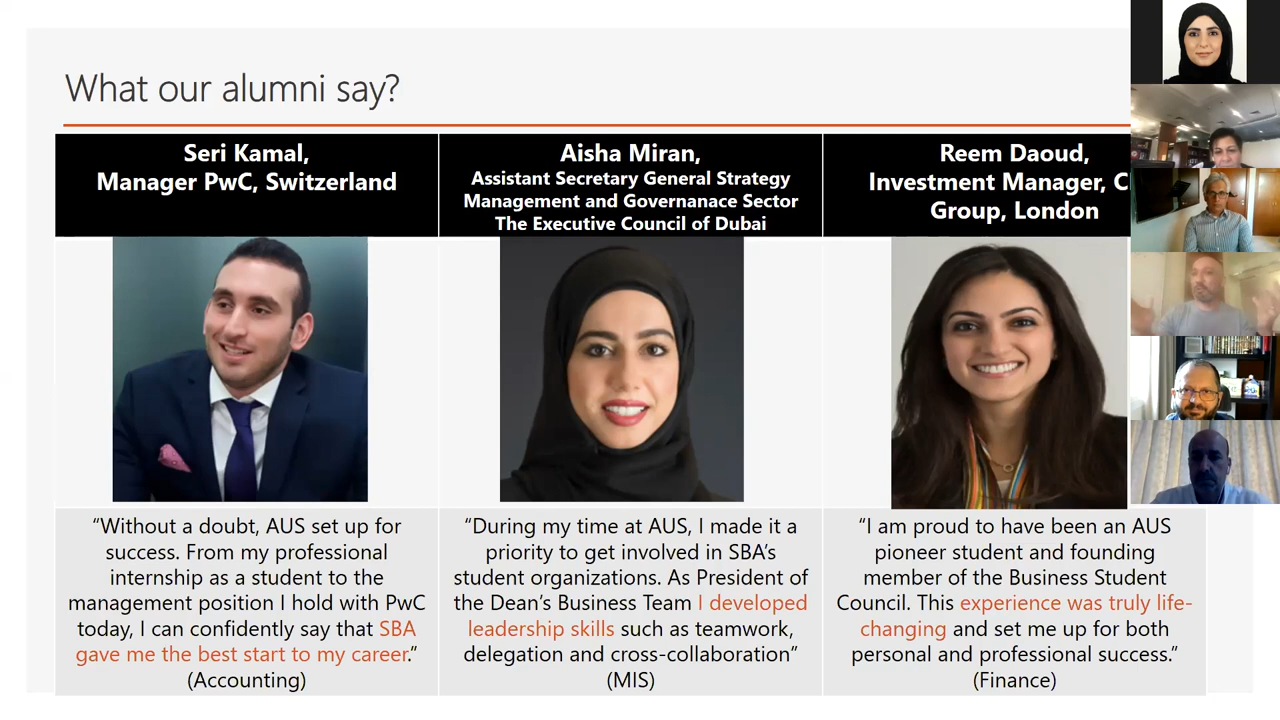 What our alumni say?
Seri Kamal,
Manager PwC, Switzerland
Aisha Miran,
Assistant Secretary General Strategy
Management and Governanace Sector
The Executive Council of Dubai
Reem Daoud,
Investment Manager,
Group, London
“Without a doubt, AUS set up for
success. From my professional
internship as a student to the
management position I hold with PwC
today, I can confidently say that SBA
gave me the best start to my career.”
(Accounting)
“During my time at AUS, I made it a
priority to get involved in SBA’s
student organizations. As President of
the Dean’s Business Team I developed
leadership skills such as teamwork,
delegation and cross-collaboration”
(MIS)
“I am proud to have been an AUS
pioneer student and founding
member of the Business Student
Council. This experience was truly life-
changing and set me up for both
personal and professional success.”
(Finance)